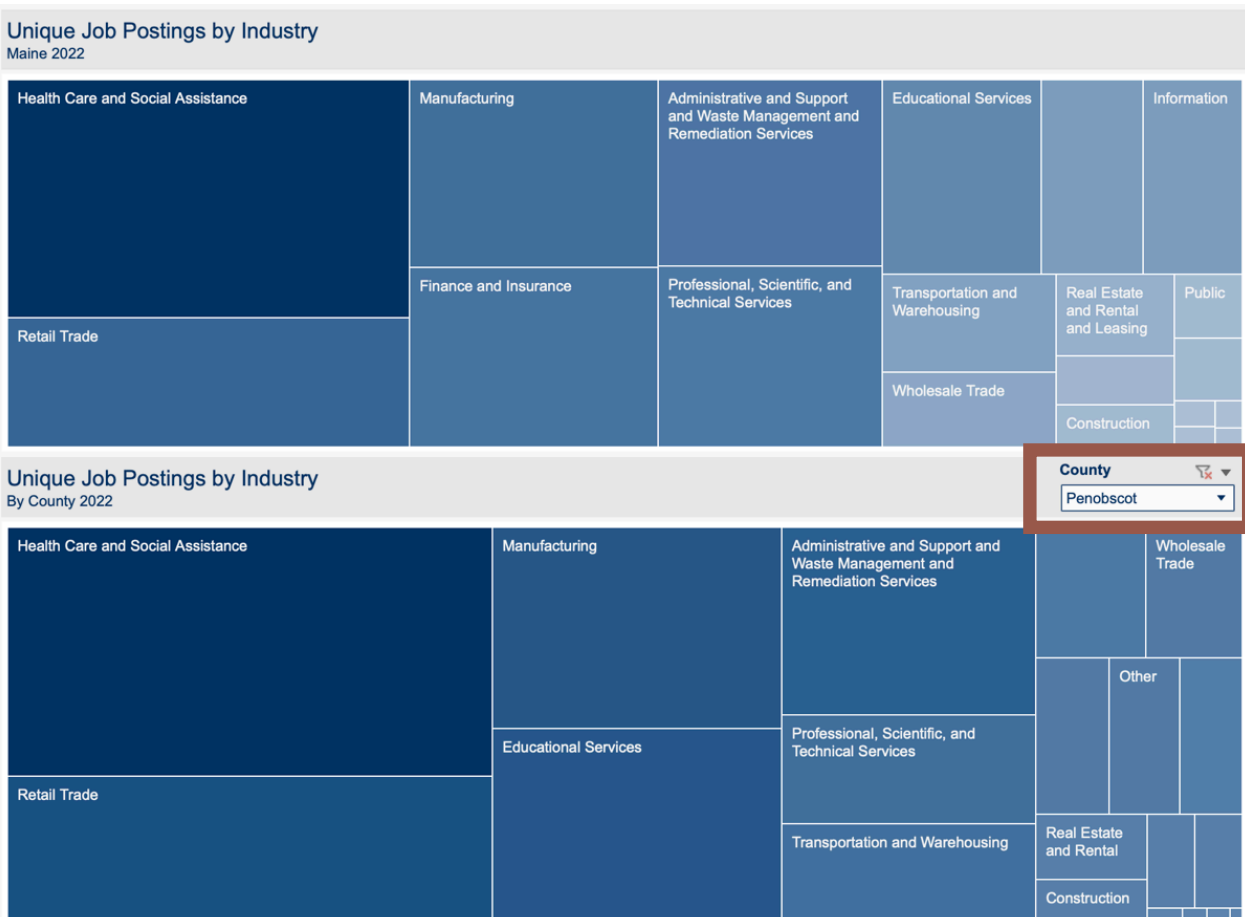 Unique Job Postings by Industry
Maine 2022
Health Care and Social Assistance
Retail Trade
Manufacturing
Finance and Insurance
Administrative and Support
and Waste Management and
Remediation Services
Professional, Scientific, and
Technical Services
Educational Services
Information
Transportation and
Warehousing
Wholesale Trade
Real Estate
and Rental
and Leasing
Construction
Public
Unique Job Postings by Industry
By County 2022
County
Penobscot
Health Care and Social Assistance
Retail Trade
Manufacturing
Educational Services
Administrative and Support and
Waste Management and
Remediation Services
Professional, Scientific, and
Technical Services
Transportation and Warehousing
Wholesale
Trade
Other
Real Estate
and Rental
Construction